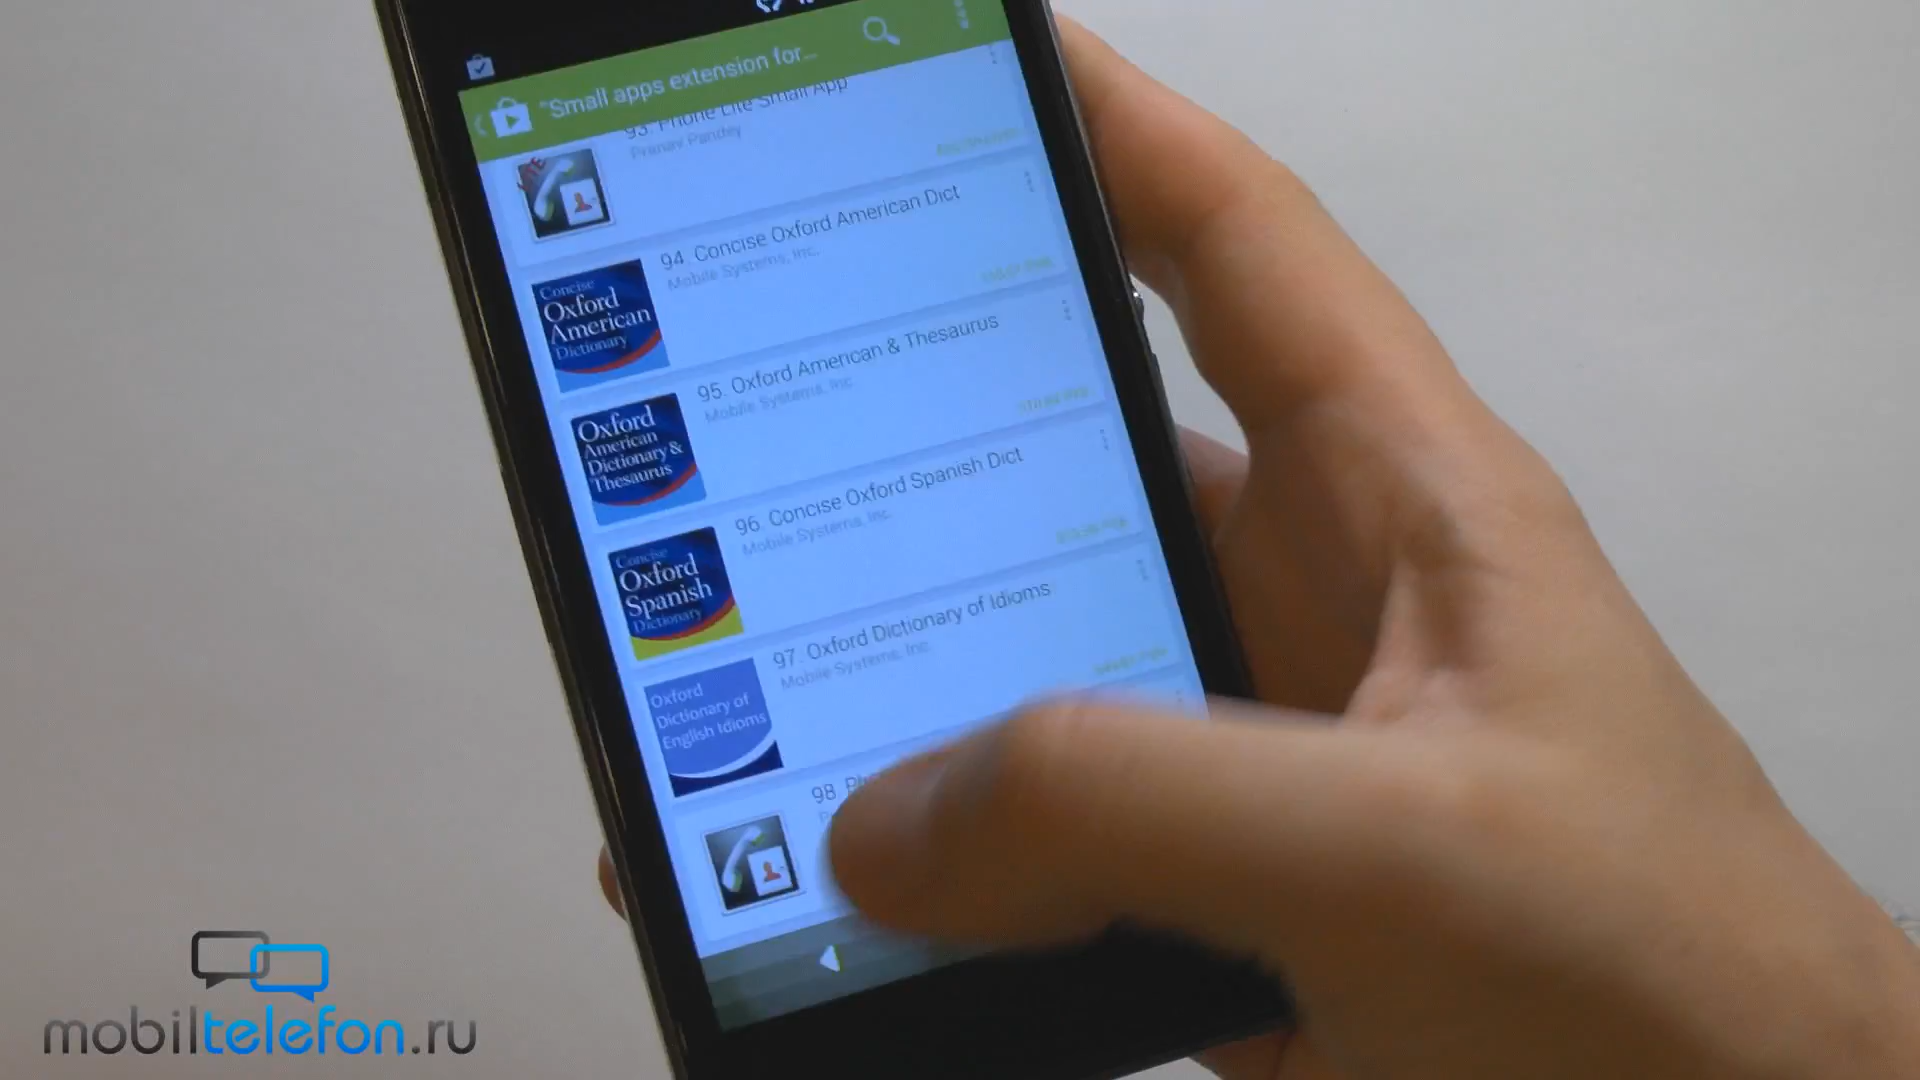 "Small apps extension for...
93. Phone Lite Small App
Pranav Pandey
LITE
94. Concise Oxford American Dict
Mobile Systems, Inc.
Concise
Oxford
American
Dictionary
95. Oxford American & Thesaurus
Mobile Systems, Inc.
Oxford
American
Dictionary &
Thesaurus
96. Concise Oxford Spanish Dict
Mobile Systems, Inc.
Concise
Oxford
Spanish
Dictionary
97. Oxford Dictionary of Idioms
Mobile Systems, Inc.
Oxford
Dictionary of
English Idioms
98.
mobiltelefon.ru